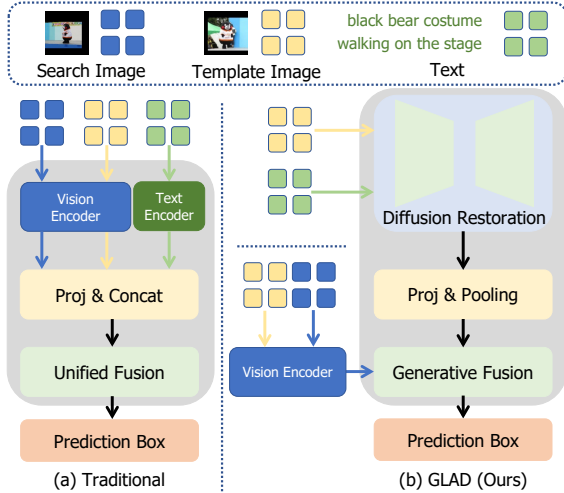 black bear costume
walking on the stage
Search Image
Template Image
Text
Vision
Encoder
Text
Encoder
Proj & Concat
Unified Fusion
Prediction Box
(a) Traditional
Diffusion Restoration
Proj & Pooling
Vision Encoder
Generative Fusion
Prediction Box
(b) GLAD (Ours)